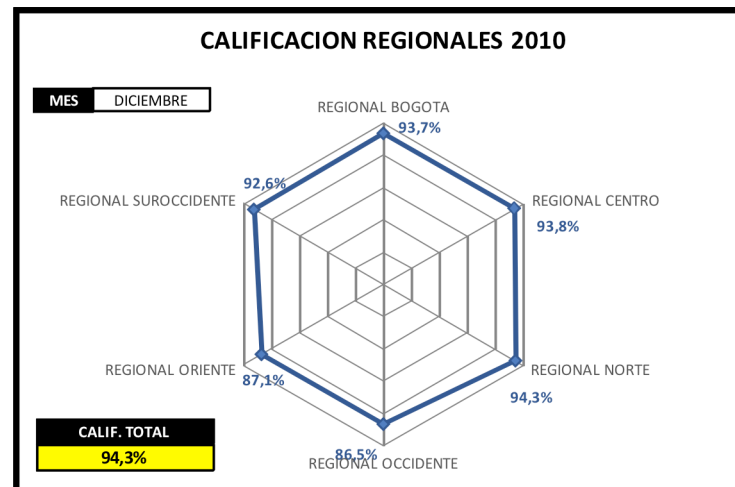 CALIFICACION REGIONALES 2010
MES DICIEMBRE
REGIONAL BOGOTA
93,7%
92,6%
REGIONAL SUROCCIDENTE
REGIONAL CENTRO
93,8%
REGIONAL ORIENTE
87,1%
REGIONAL NORTE
94,3%
CALIF. TOTAL
94,3%
86,5%
REGIONAL OCCIDENTE